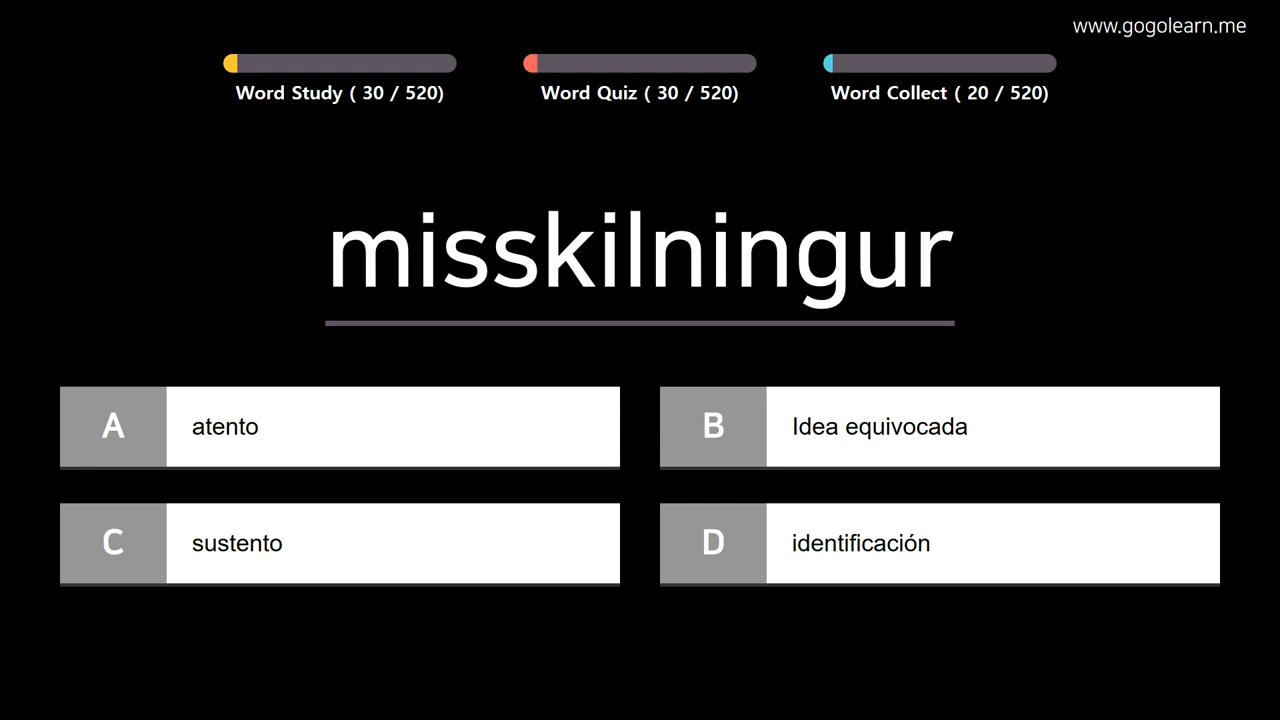 www.gogolearn.me
Word Study ( 30 / 520)
Word Quiz ( 30 / 520)
Word Collect ( 20 / 520)
misskilningur
A
atento
B
Idea equivocada
C
sustento
D
identificación